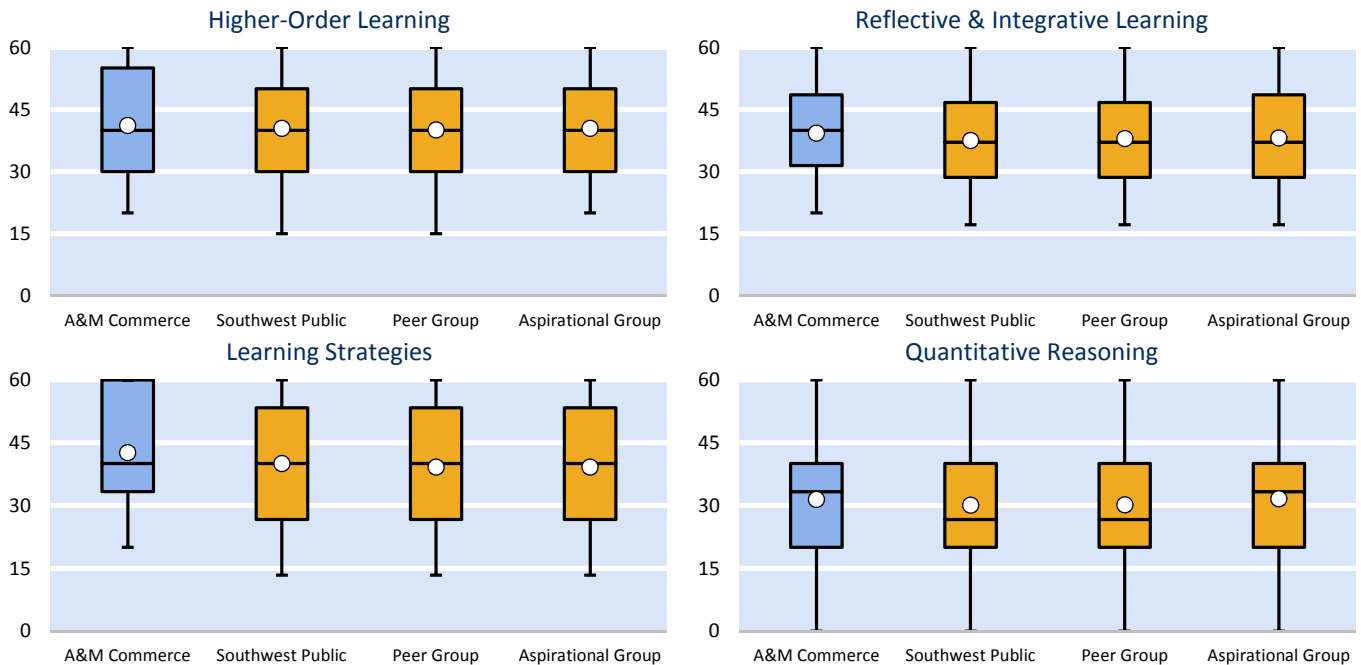 Higher-Order Learning
60
45
30
15
0
A&M Commerce Southwest Public Peer Group Aspirational Group
Reflective & Integrative Learning
60
45
30
15
0
A&M Commerce Southwest Public Peer Group Aspirational Group
Learning Strategies
60
45
30
15
0
A&M Commerce Southwest Public Peer Group Aspirational Group
Quantitative Reasoning
60
45
30
15
0
A&M Commerce Southwest Public Peer Group Aspirational Group